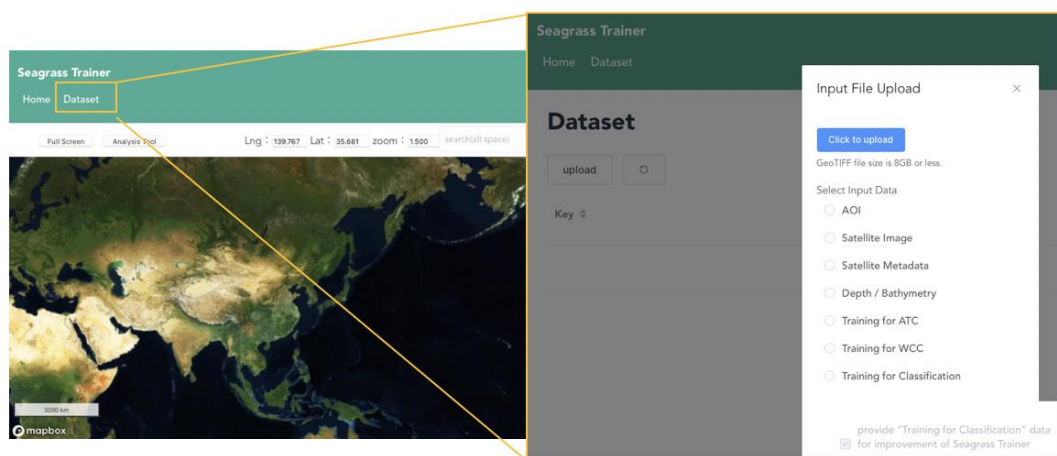 Seagrass Trainer
Home Dataset
Full Screen Analysis Tool Lng : 139.767 Lat : 35.681 zoom : 1.500 search(all:space)
3000 km
mapbox
Seagrass Trainer
Home Dataset
Dataset
upload
Key
Input File Upload
Click to upload
GeoTIFF file size is 8GB or less.
Select Input Data
AOI
Satellite Image
Satellite Metadata
Depth / Bathymetry
Training for ATC
Training for WCC
Training for Classification
provide "Training for Classification" data
for improvement of Seagrass Trainer